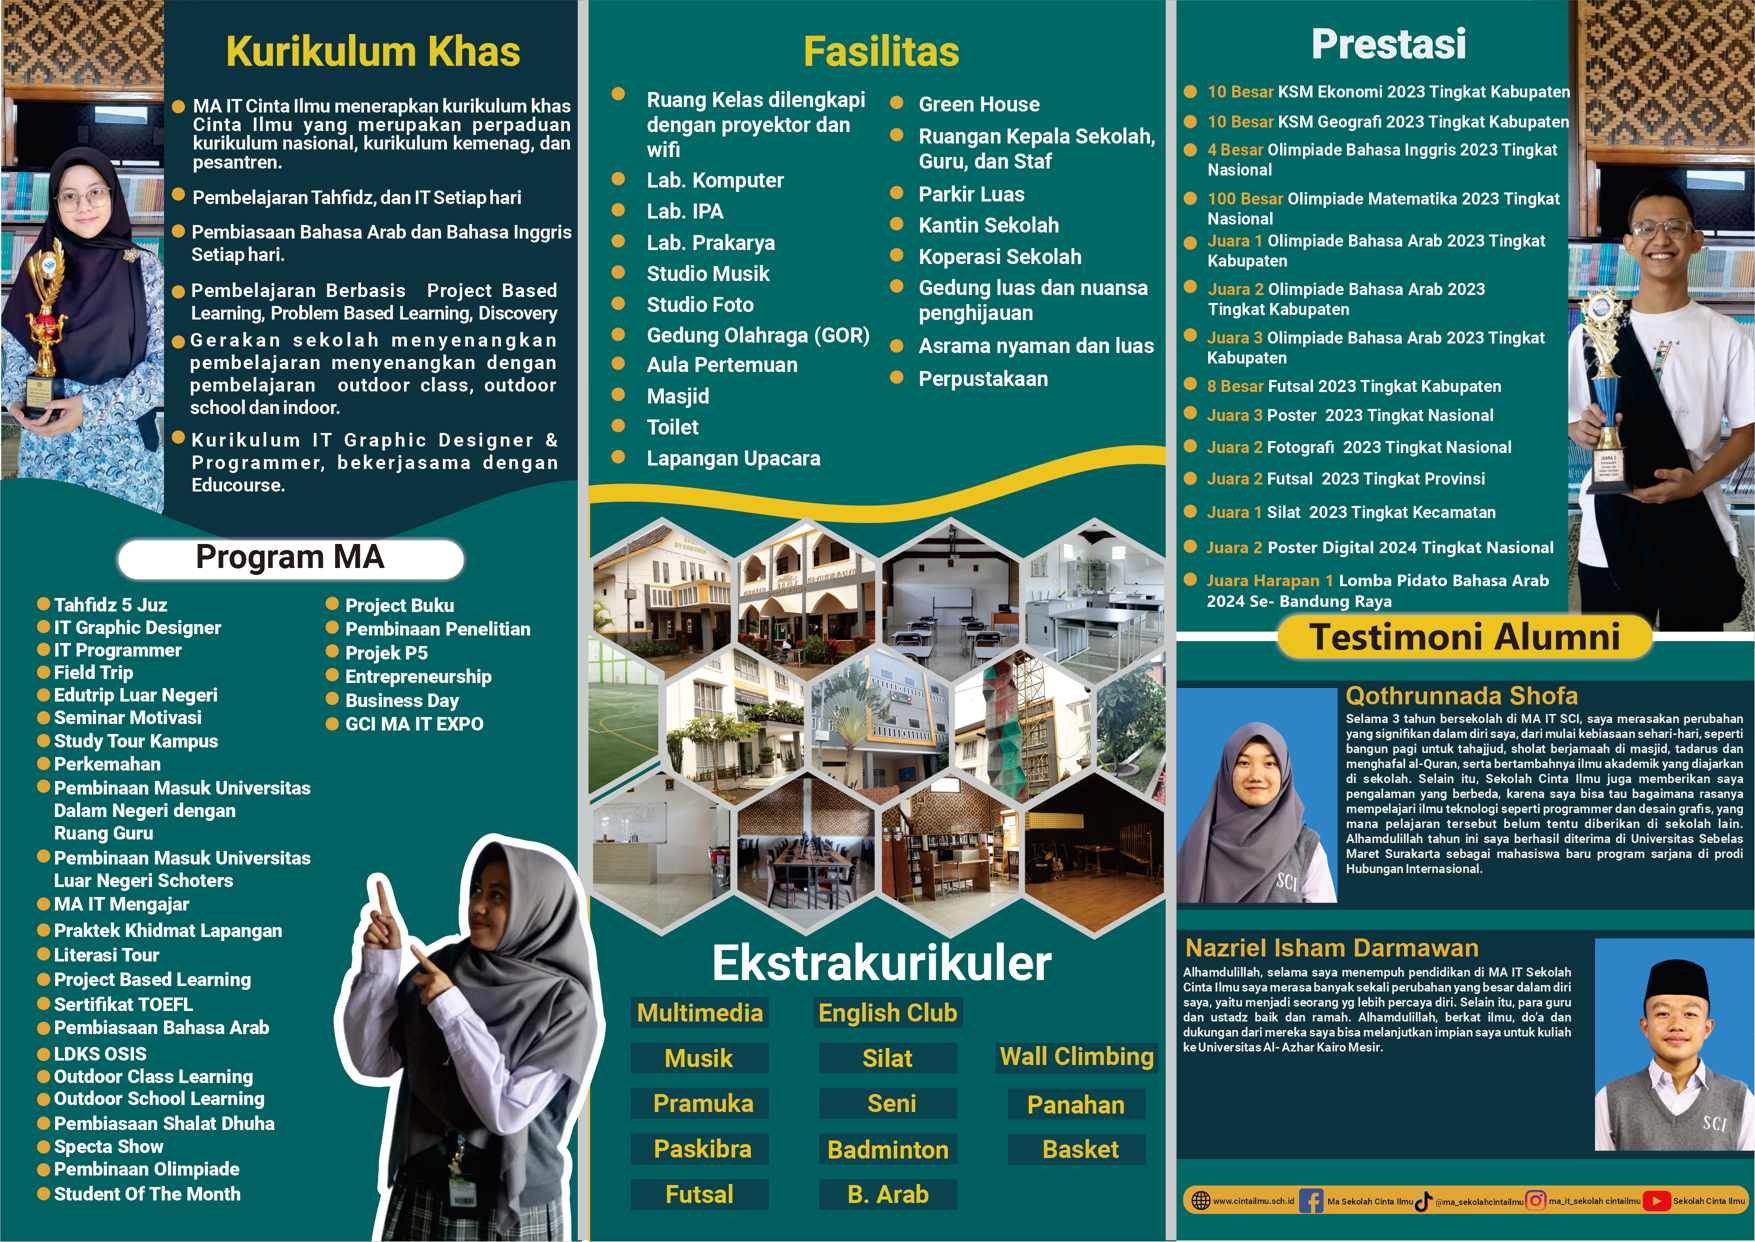 Kurikulum Khas
MA IT Cinta Ilmu menerapkan kurikulum khas
Cinta Ilmu yang merupakan perpaduan
kurikulum nasional, kurikulum kemenag, dan
pesantren.
Pembelajaran Tahfidz, dan IT Setiap hari
Pembiasaan Bahasa Arab dan Bahasa Inggris
Setiap hari.
Pembelajaran Berbasis Project Based
Learning, Problem Based Learning, Discovery
Gerakan sekolah menyenangkan
pembelajaran menyenangkan dengan
pembelajaran outdoor class, outdoor
school dan indoor.
Kurikulum IT Graphic Designer &
Programmer, bekerjasama dengan
Educourse.
Program MA
Tahfidz 5 Juz
IT Graphic Designer
IT Programmer
Field Trip
Edutrip Luar Negeri
Seminar Motivasi
Study Tour Kampus
Perkemahan
Pembinaan Masuk Universitas
Dalam Negeri dengan
Ruang Guru
Pembinaan Masuk Universitas
Luar Negeri Schoters
MA IT Mengajar
Praktek Khidmat Lapangan
Literasi Tour
Project Based Learning
Sertifikat TOEFL
Pembiasaan Bahasa Arab
LDKS OSIS
Outdoor Class Learning
Outdoor School Learning
Pembiasaan Shalat Dhuha
Specta Show
Pembinaan Olimpiade
Student Of The Month
Project Buku
Pembinaan Penelitian
Projek P5
Entrepreneurship
Business Day
GCI MA IT EXPO
Fasilitas
Ruang Kelas dilengkapi
dengan proyektor dan
wifi
Lab. Komputer
Lab. IPA
Lab. Prakarya
Studio Musik
Studio Foto
Gedung Olahraga (GOR)
Aula Pertemuan
Masjid
Toilet
Lapangan Upacara
Green House
Ruangan Kepala Sekolah,
Guru, dan Staf
Parkir Luas
Kantin Sekolah
Koperasi Sekolah
Gedung luas dan nuansa
penghijauan
Asrama nyaman dan luas
Perpustakaan
Ekstrakurikuler
Multimedia
Musik
Pramuka
Paskibra
Futsal
English Club
Silat
Seni
Badminton
B. Arab
Wall Climbing
Panahan
Basket
Prestasi
10 Besar KSM Ekonomi 2023 Tingkat Kabupaten
10 Besar KSM Geografi 2023 Tingkat Kabupaten
4 Besar Olimpiade Bahasa Inggris 2023 Tingkat
Nasional
100 Besar Olimpiade Matematika 2023 Tingkat
Nasional
Juara 1 Olimpiade Bahasa Arab 2023 Tingkat
Kabupaten
Juara 2 Olimpiade Bahasa Arab 2023
Tingkat Kabupaten
Juara 3 Olimpiade Bahasa Arab 2023 Tingkat
Kabupaten
8 Besar Futsal 2023 Tingkat Kabupaten
Juara 3 Poster 2023 Tingkat Nasional
Juara 2 Fotografi 2023 Tingkat Nasional
Juara 2 Futsal 2023 Tingkat Provinsi
Juara 1 Silat 2023 Tingkat Kecamatan
Juara 2 Poster Digital 2024 Tingkat Nasional
Juara Harapan 1 Lomba Pidato Bahasa Arab
2024 Se- Bandung Raya
JUARA 2
Testimoni Alumni
Qothrunnada Shofa
Selama 3 tahun bersekolah di MA IT SCI, saya merasakan perubahan
yang signifikan dalam diri saya, dari mulai kebiasaan sehari-hari, seperti
bangun pagi untuk tahajjud, sholat berjamaah di masjid, tadarus dan
menghafal al-Quran, serta bertambahnya ilmu akademik yang diajarkan
di sekolah. Selain itu, Sekolah Cinta Ilmu juga memberikan saya
pengalaman yang berbeda, karena saya bisa tau bagaimana rasanya
mempelajari ilmu teknologi seperti programmer dan desain grafis, yang
mana pelajaran tersebut belum tentu diberikan di sekolah lain.
Alhamdulillah tahun ini saya berhasil diterima di Universitas Sebelas
Maret Surakarta sebagai mahasiswa baru program sarjana di prodi
Hubungan Internasional.
SCI
Nazriel Isham Darmawan
Alhamdulillah, selama saya menempuh pendidikan di MA IT Sekolah
Cinta Ilmu saya merasa banyak sekali perubahan yang besar dalam diri
saya, yaitu menjadi seorang yg lebih percaya diri. Selain itu, para guru
dan ustadz baik dan ramah. Alhamdulillah, berkat ilmu, do'a dan
dukungan dari mereka saya bisa melanjutkan impian saya untuk kuliah
ke Universitas Al- Azhar Kairo Mesir.
SCI
www.cintailmu.sch.id Ma Sekolah Cinta Ilmu @ma_sekolahcintailmu ma_it_sekolah cintailmu Sekolah Cinta Ilmu